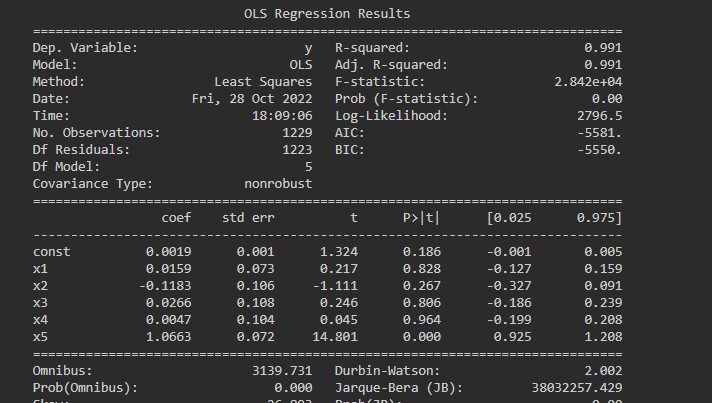 OLS Regression Results
==============================================================================
Dep. Variable:                      y   R-squared:                       0.991
Model:                            OLS   Adj. R-squared:                  0.991
Method:                 Least Squares   F-statistic:                 2.842e+04
Date:                Fri, 28 Oct 2022   Prob (F-statistic):               0.00
Time:                        18:09:06   Log-Likelihood:                 2796.5
No. Observations:                1229   AIC:                            -5581.
Df Residuals:                    1223   BIC:                            -5550.
Df Model:                           5
Covariance Type:            nonrobust
==============================================================================
coef    std err          t      P>|t|      [0.025      0.975]
------------------------------------------------------------------------------
const          0.0019      0.001      1.324      0.186      -0.001       0.005
x1             0.0159      0.073      0.217      0.828      -0.127       0.159
x2            -0.1183      0.106     -1.111      0.267      -0.327       0.091
x3             0.0266      0.108      0.246      0.806      -0.186       0.239
x4             0.0047      0.104      0.045      0.964      -0.199       0.208
x5             1.0663      0.072     14.801      0.000       0.925       1.208
==============================================================================
Omnibus:                     3139.731   Durbin-Watson:                   2.002
Prob(Omnibus):                  0.000   Jarque-Bera (JB):         38032257.429